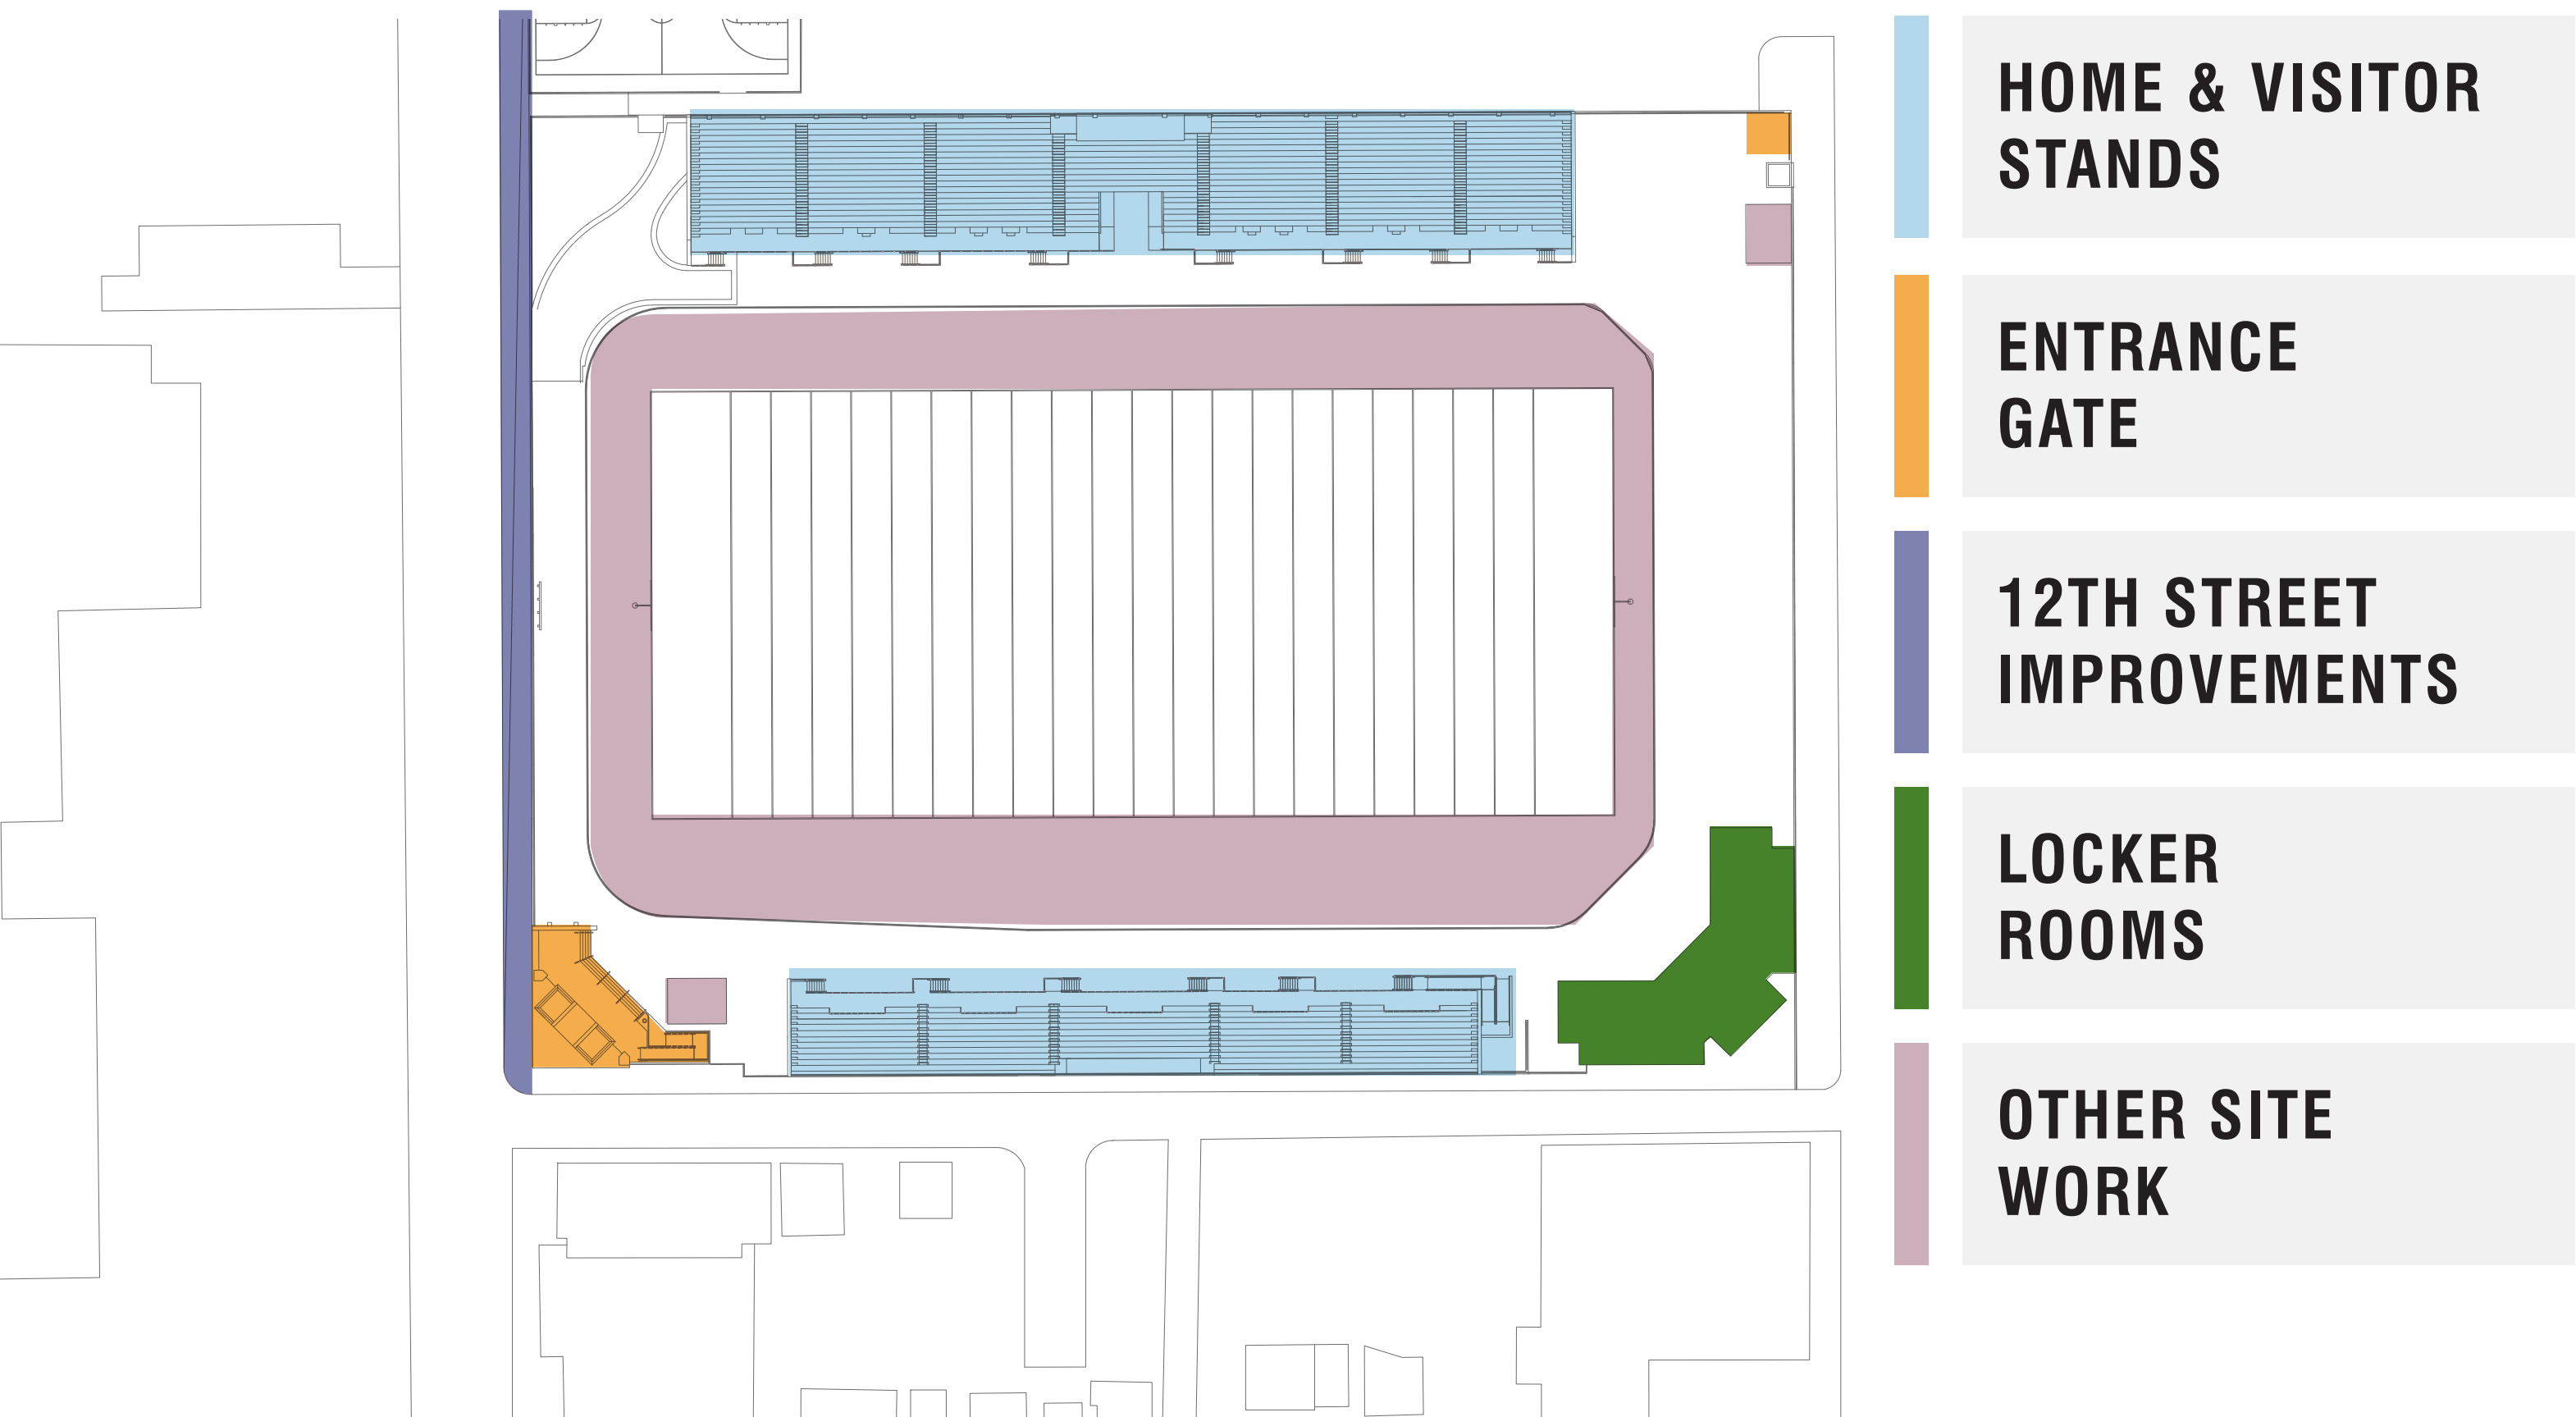 HOME & VISITOR
STANDS
ENTRANCE
GATE
12TH STREET
IMPROVEMENTS
LOCKER
ROOMS
OTHER SITE
WORK